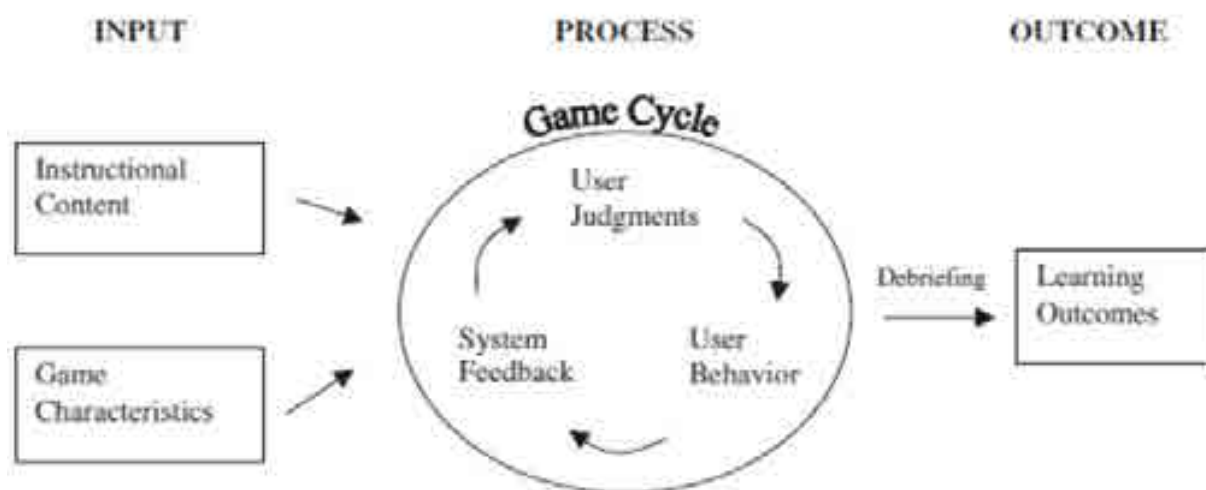 INPUT
PROCESS
OUTCOME
Game Cycle
Instructional
Content
User
Judgments
Debriefing
Learning
Outcomes
System
Feedback
User
Behavior
Game
Characteristics